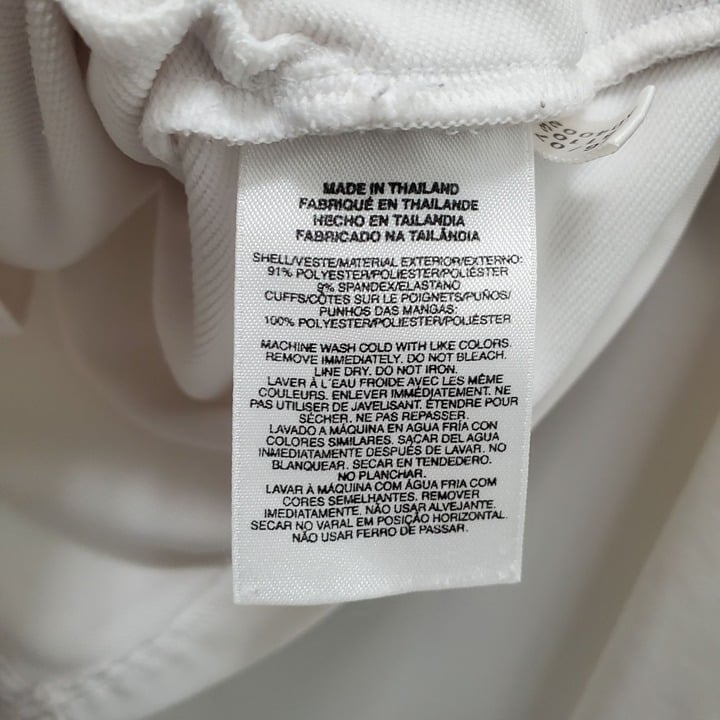 MADE IN THAILAND
FABRIQUÉ EN THAILANDE
HECHO EN TAILANDIA
FABRICADO NA TAILÂNDIA
SHELL/VESTE/MATERIAL EXTERIOR/EXTERNO:
91% POLYESTER/POLIESTER/POLIÉSTER
9% SPANDEX/ELASTANO
CUFFS/CÔTES SUR LE POIGNETS/PUÑOS/
PUNHOS DAS MANGAS:
100% POLYESTER/POLIESTER/POLIÉSTER
MACHINE WASH COLD WITH LIKE COLORS.
REMOVE IMMEDIATELY. DO NOT BLEACH.
LINE DRY. DO NOT IRON.
LAVER À L'EAU FROIDE AVEC LES MÊME
COULEURS. ENLEVER IMMÉDIATEMENT. NE
PAS UTILISER DE JAVELISANT. ÉTENDRE POUR
SÉCHER. NE PAS REPASSER.
LAVADO A MÁQUINA EN AGUA FRÍA CON
COLORES SIMILARES. SACAR DEL AGUA
INMEDIATAMENTE DESPUÉS DE LAVAR. NO
BLANQUEAR. SECAR EN TENDEDERO.
NO PLANCHAR.
LAVAR À MÁQUINA COM ÁGUA FRIA COM
CORES SEMELHANTES. REMOVER
IMEDIATAMENTE. NÃO USAR ALVEJANTE.
SECAR NO VARAL EM POSIÇÃO HORIZONTAL.
NÃO USAR FERRO DE PASSAR.